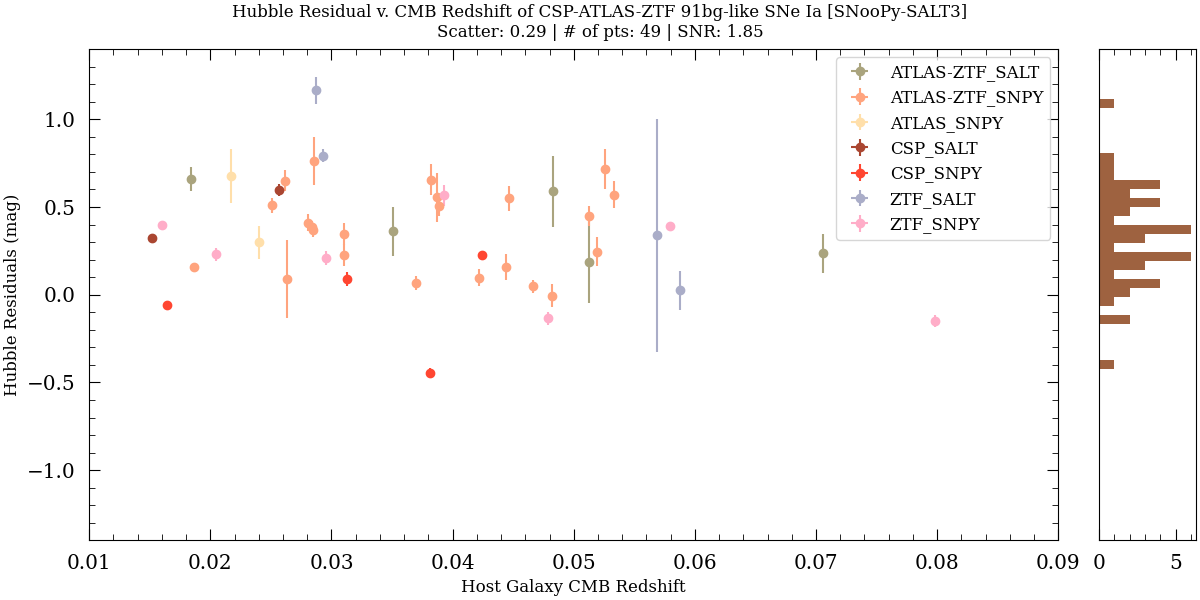 Hubble Residual v. CMB Redshift of CSP-ATLAS-ZTF 91bg-like SNe Ia [SNooPy-SALT3]
Scatter: 0.29 | # of pts: 49 | SNR: 1.85
ATLAS-ZTF_SALT
ATLAS-ZTF_SNPY
ATLAS_SNPY
CSP_SALT
CSP_SNPY
ZTF_SALT
ZTF_SNPY
Hubble Residuals (mag)
1.0
0.5
0.0
−0.5
−1.0
0.01 0.02 0.03 0.04 0.05 0.06 0.07 0.08 0.09
Host Galaxy CMB Redshift
0 5